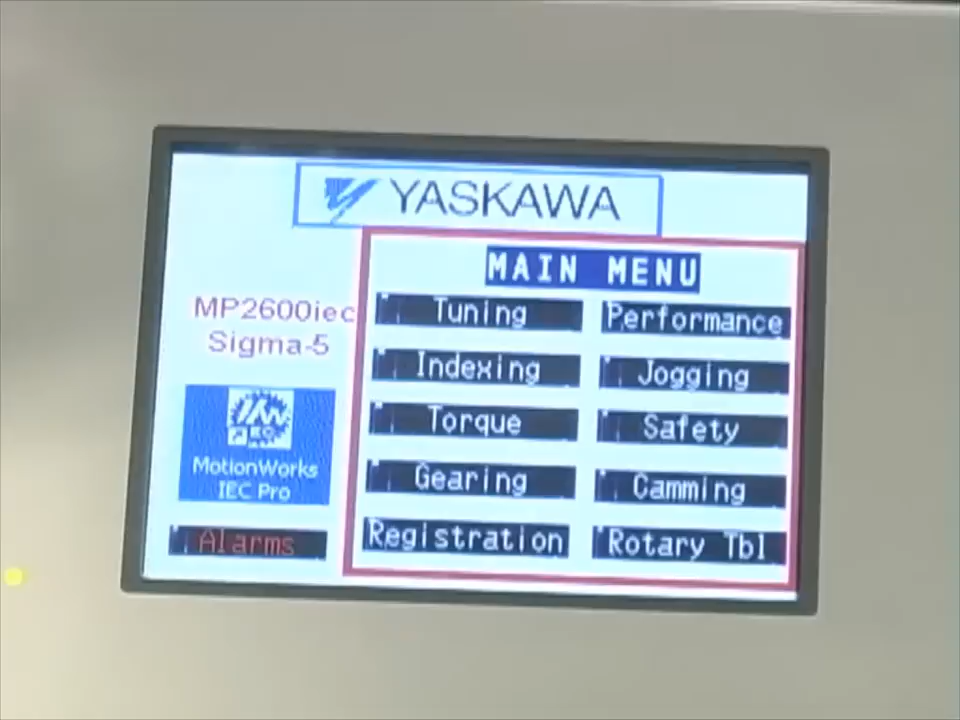 YASKAWA
MAIN MENU
MP2600iec
Sigma-5
Tuning
Performance
Indexing
Jogging
Torque
Safety
Gearing
Camming
Registration
Rotary Tbl
MotionWorks
IEC Pro
Alarms